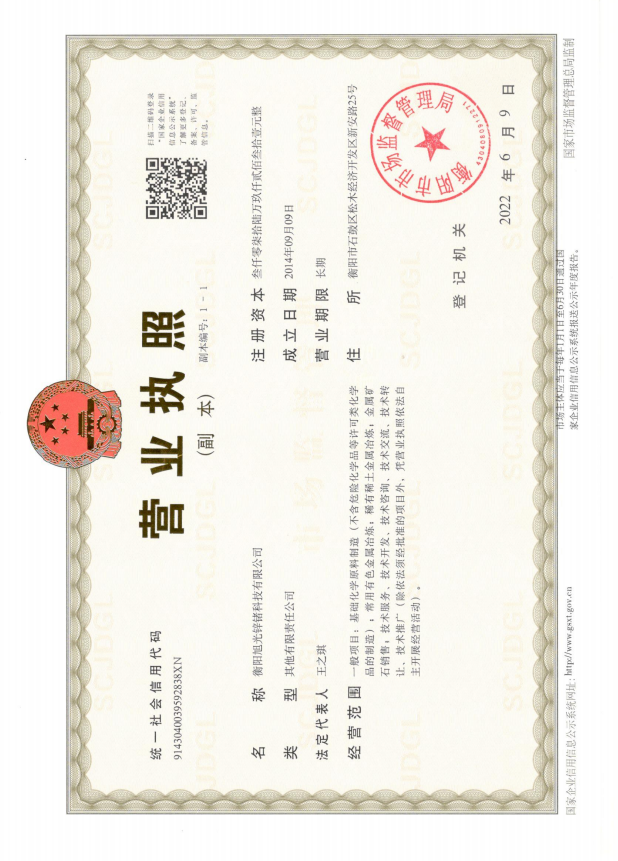 营业执照
(副 本)
副本编号：1 - 1
扫描二维码登录
“国家企业信用
信息公示系统”
了解更多登记、
备案、许可、监
管信息。
统一社会信用代码
91430400395928 38XN
名 称 衡阳旭光锌锗科技有限公司
类 型 其他有限责任公司
法定代表人 王之琪
经营范围 一般项目：基础化学原料制造（不含危险化学品等许可类化学
品的制造）；常用有色金属冶炼；稀有稀土金属冶炼；金属矿
石销售；技术服务、技术开发、技术咨询、技术交流、技术转
让、技术推广（除依法须经批准的项目外，凭营业执照依法自
主开展经营活动）。
注册资本 叁仟零柒拾陆万玖仟贰佰叁拾壹元整
成立日期 2014年09月09日
营业期限 长期
住 所 衡阳市石鼓区松木经济开发区新安路25号
登记机关
衡阳市市场监督管理局
2022 年 6 月 9 日
国家企业信用信息公示系统网址：http://www.gsxt.gov.cn
市场主体应当于每年1月1日至6月30日通过国
家企业信用信息公示系统报送公示年度报告。
国家市场监督管理总局监制